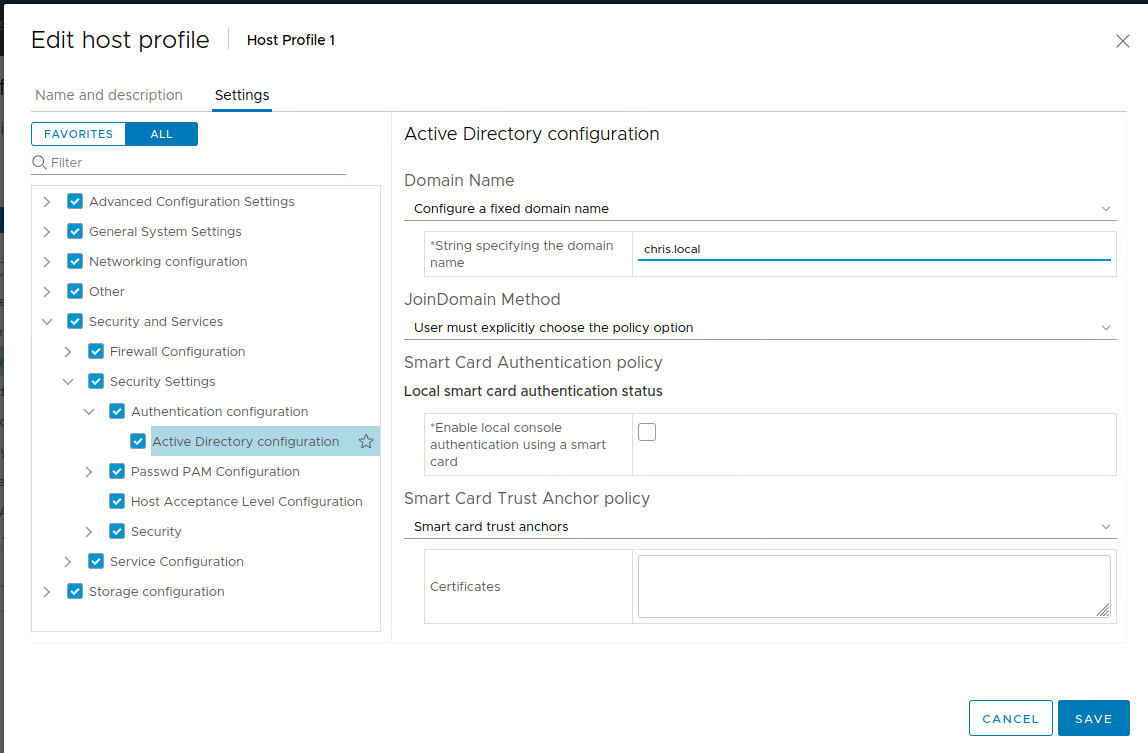 Edit host profile
Host Profile 1
Name and description
Settings
FAVORITES
ALL
Filter
Advanced Configuration Settings
General System Settings
Networking configuration
Other
Security and Services
Firewall Configuration
Security Settings
Authentication configuration
Active Directory configuration
Passwd PAM Configuration
Host Acceptance Level Configuration
Security
Service Configuration
Storage configuration
Active Directory configuration
Domain Name
Configure a fixed domain name
*String specifying the domain
name
chris.local
JoinDomain Method
User must explicitly choose the policy option
Smart Card Authentication policy
Local smart card authentication status
*Enable local console
authentication using a smart
card
Smart Card Trust Anchor policy
Smart card trust anchors
Certificates
CANCEL
SAVE